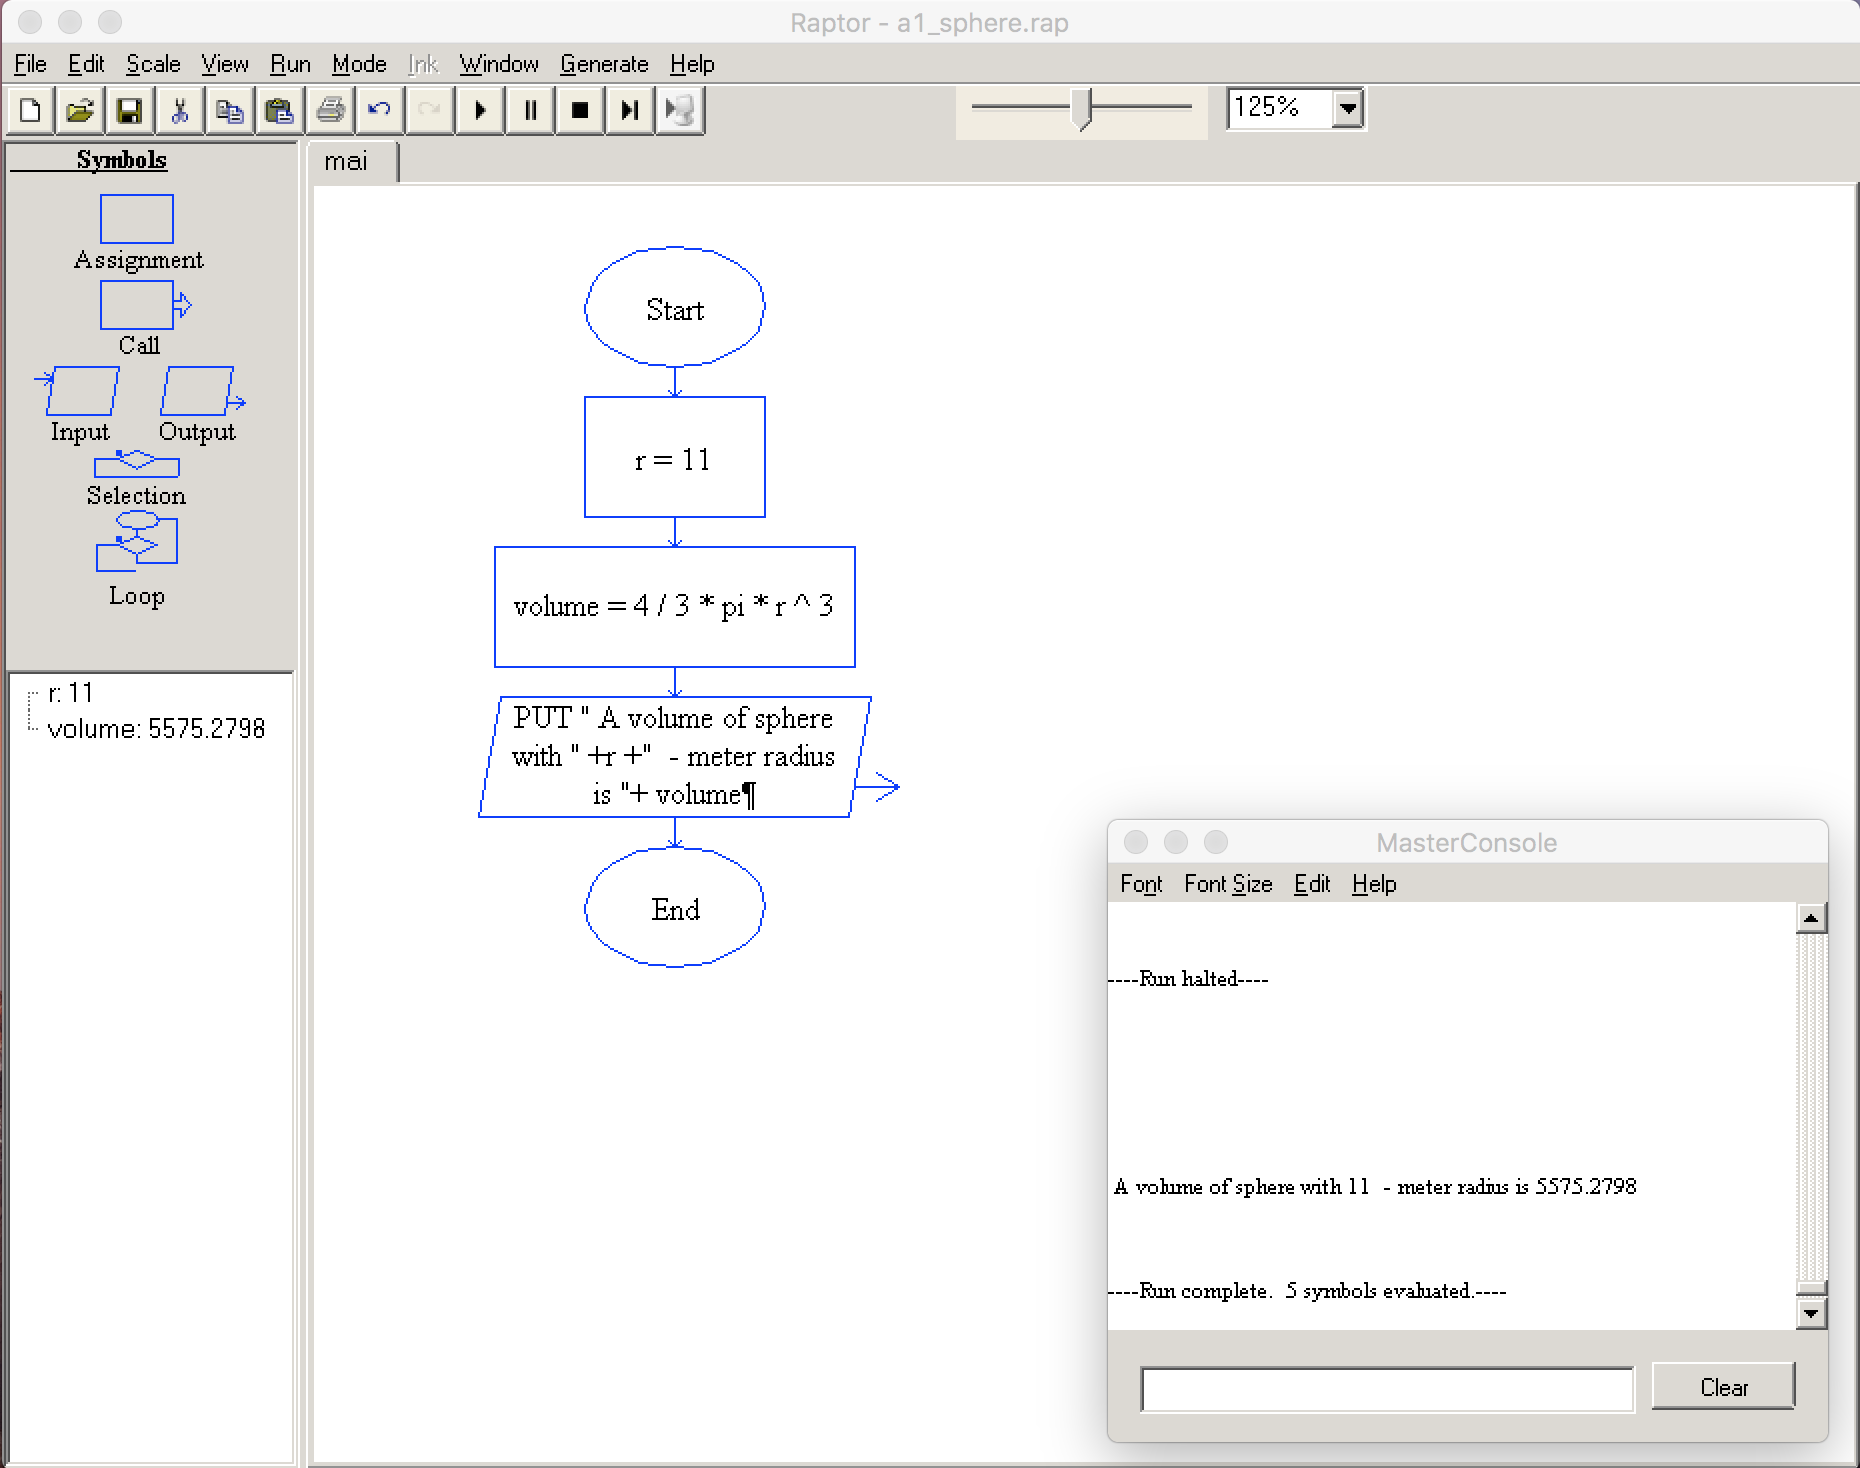 Raptor - a1_sphere.rap
File Edit Scale View Run Mode Ink Window Generate Help
125%
Symbols
Assignment
Call
Input Output
Selection
Loop
r: 11
volume: 5575.2798
mai
Start
r = 11
volume = 4 / 3 * pi * r ^ 3
PUT " A volume of sphere
with " +r +"  - meter radius
is "+ volume¶
End
MasterConsole
Font Font Size Edit Help
----Run halted----
A volume of sphere with 11  - meter radius is 5575.2798
----Run complete.  5 symbols evaluated.----
Clear